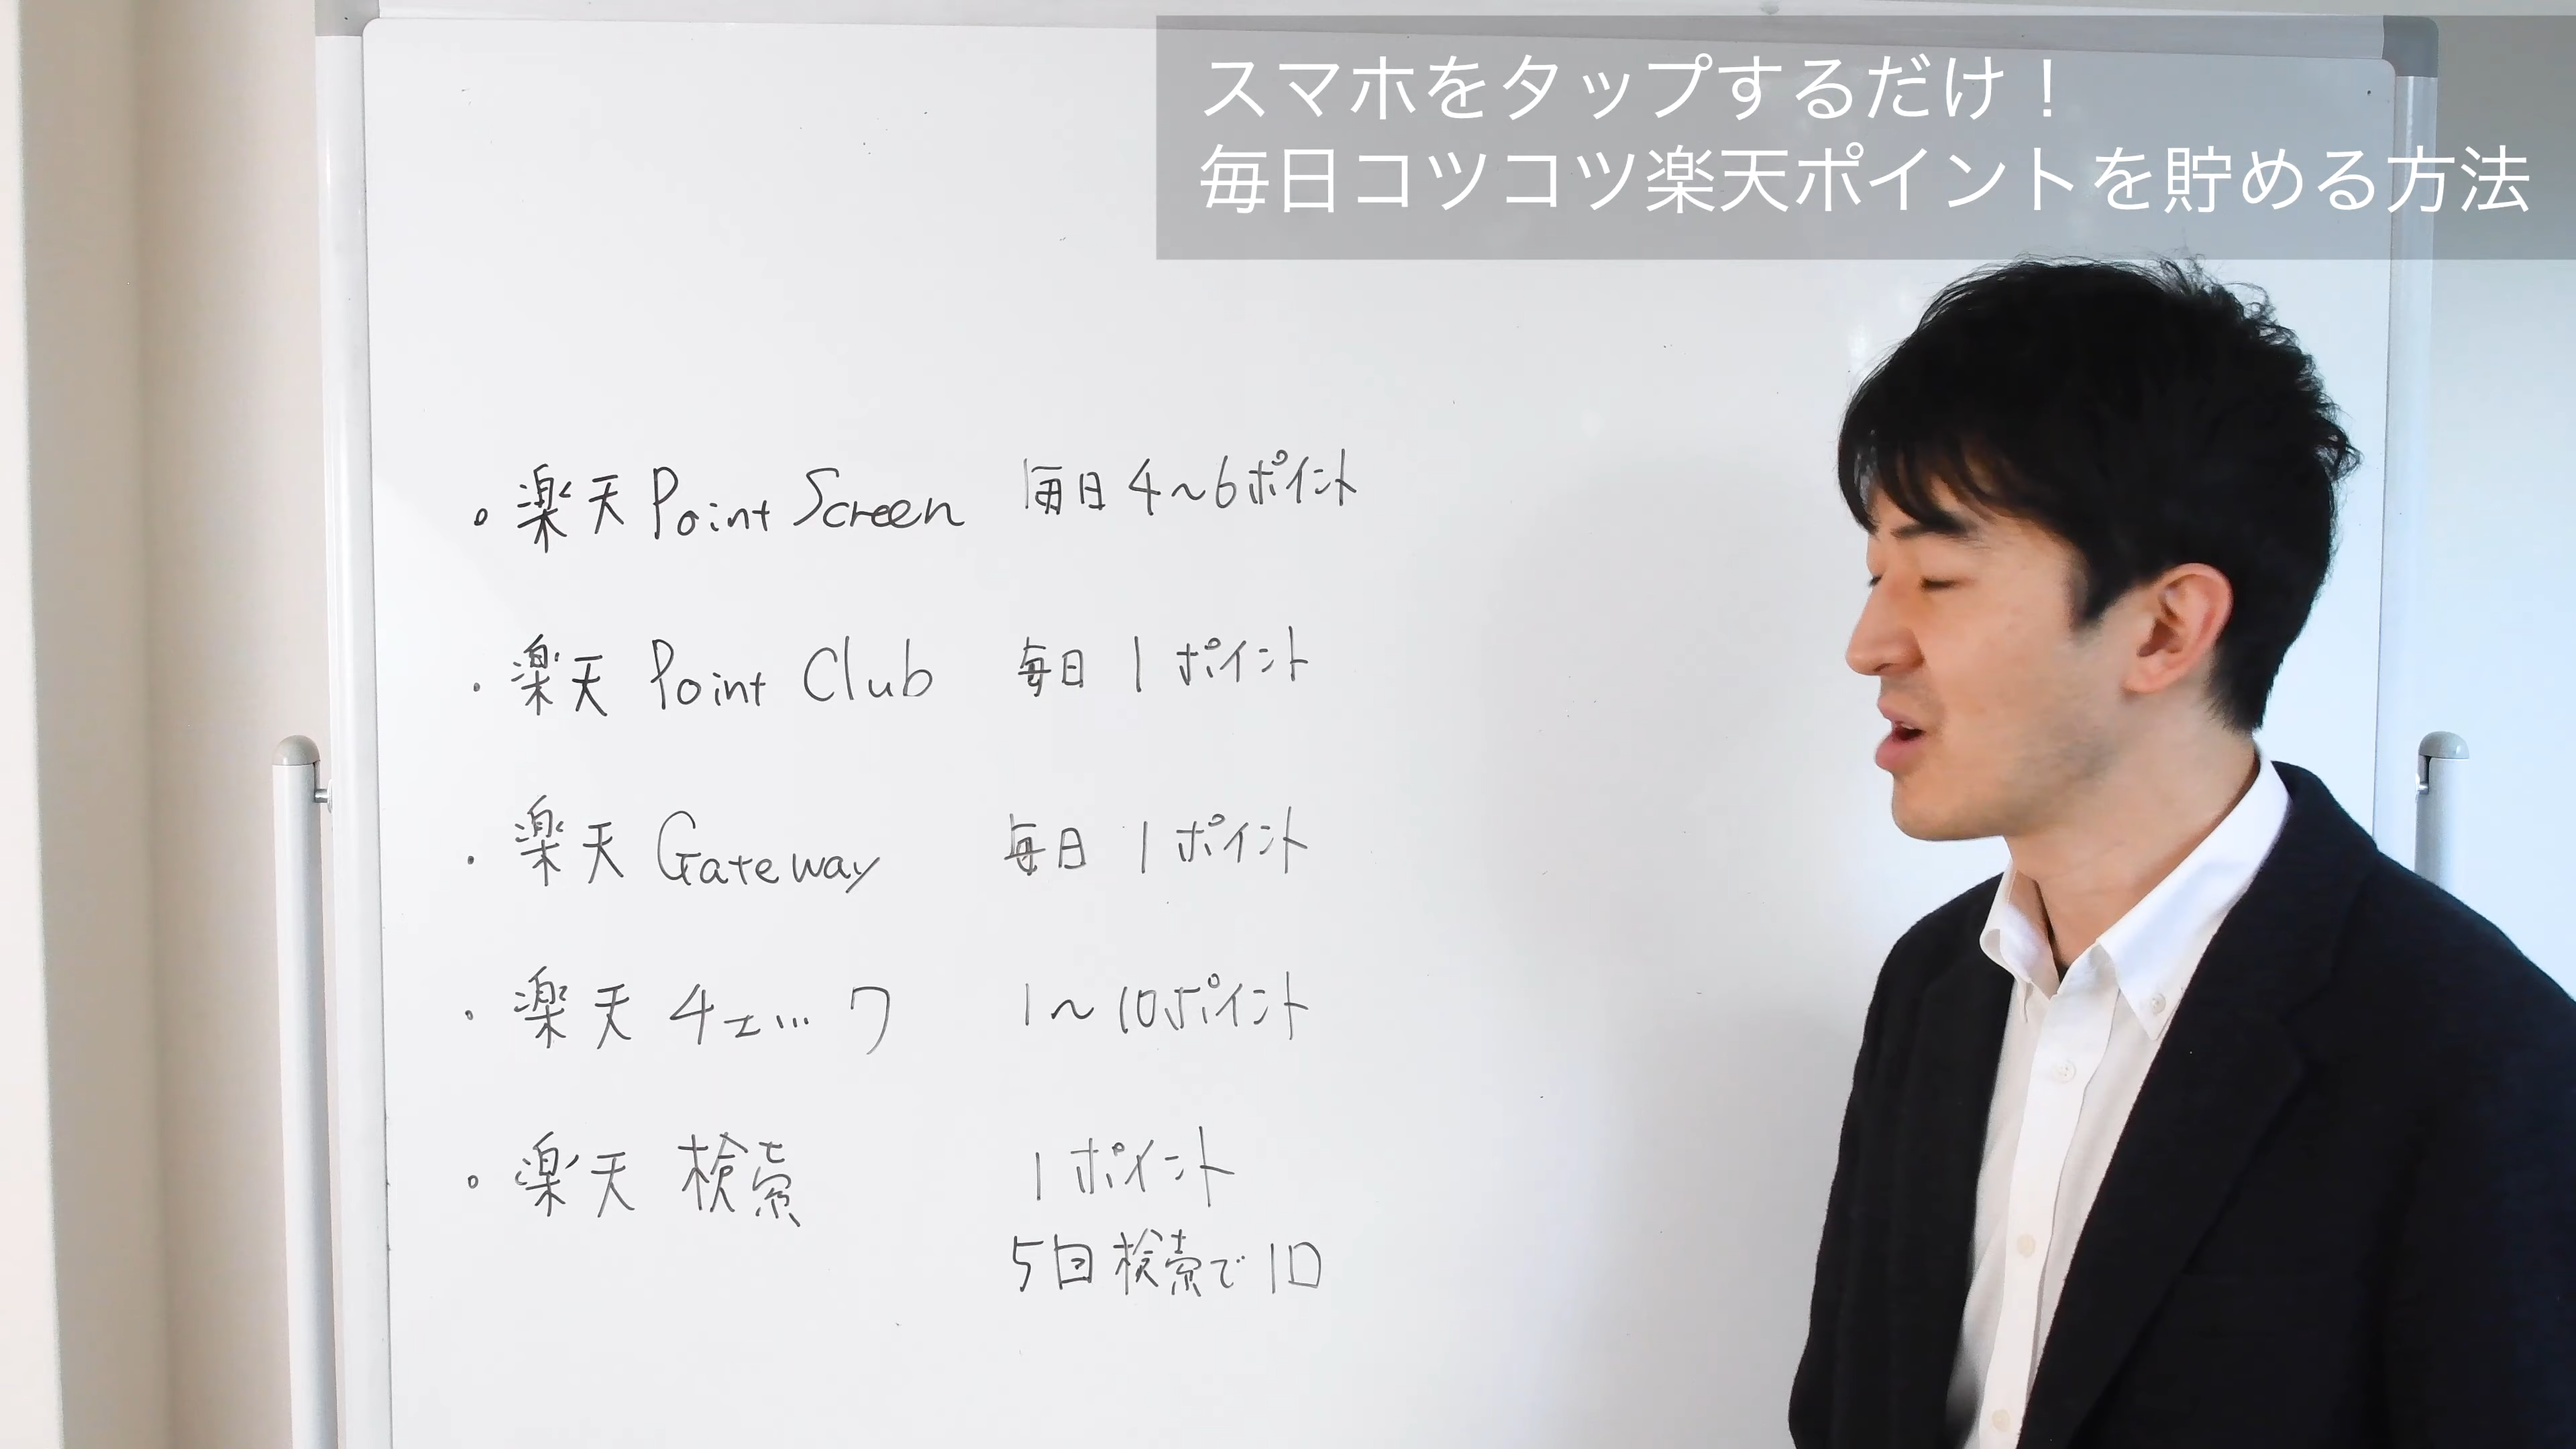 スマホをタップするだけ！
毎日コツコツ楽天ポイントを貯める方法
。楽天 Point Screen 毎日 4～6ポイント
・楽天 Point Club 毎日 1 ポイント
・楽天 Gateway 毎日 1 ポイント
・楽天 チェック 1～10ポイント
。楽天 検索 1 ポイント
5回検索で 10